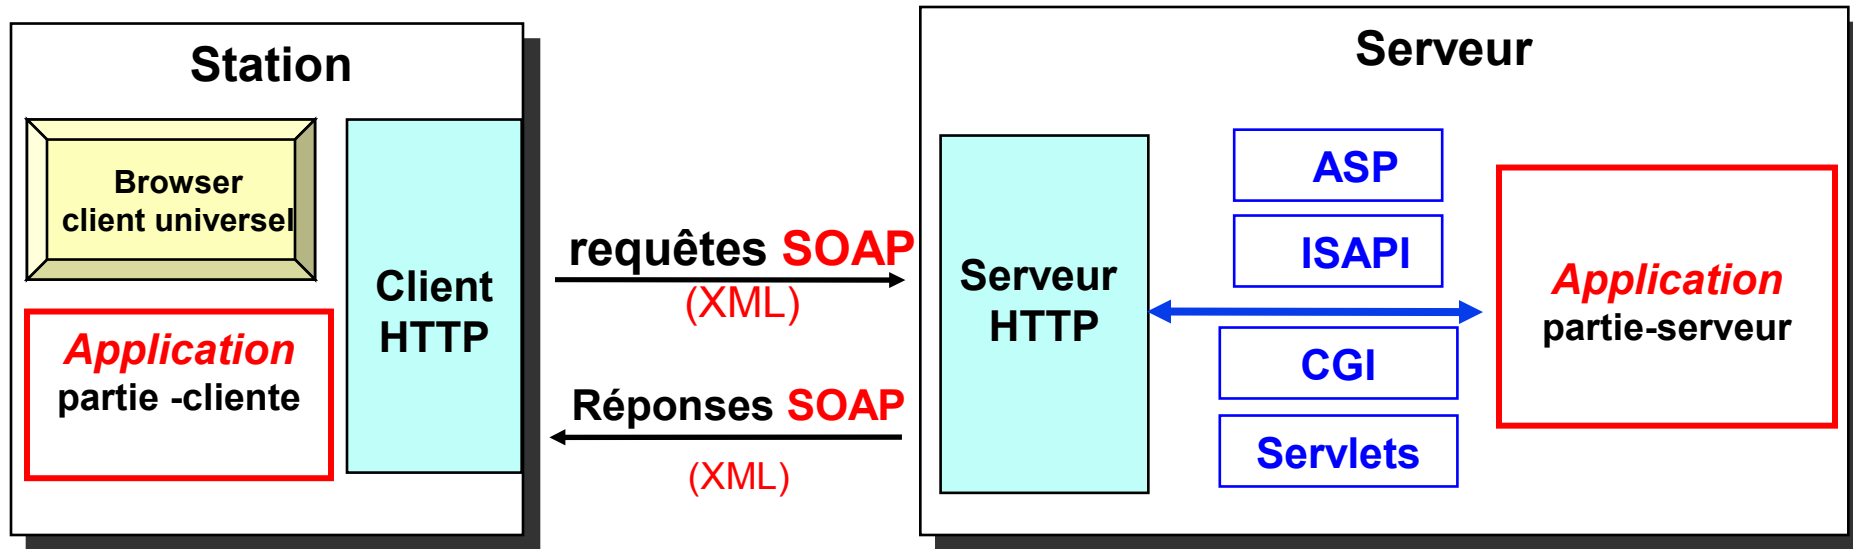 Station
Browser
client universel
Application
partie -cliente
Client
HTTP
requêtes SOAP
(XML)
Réponses SOAP
(XML)
Serveur
Serveur
HTTP
ASP
ISAPI
CGI
Servlets
Application
partie-serveur